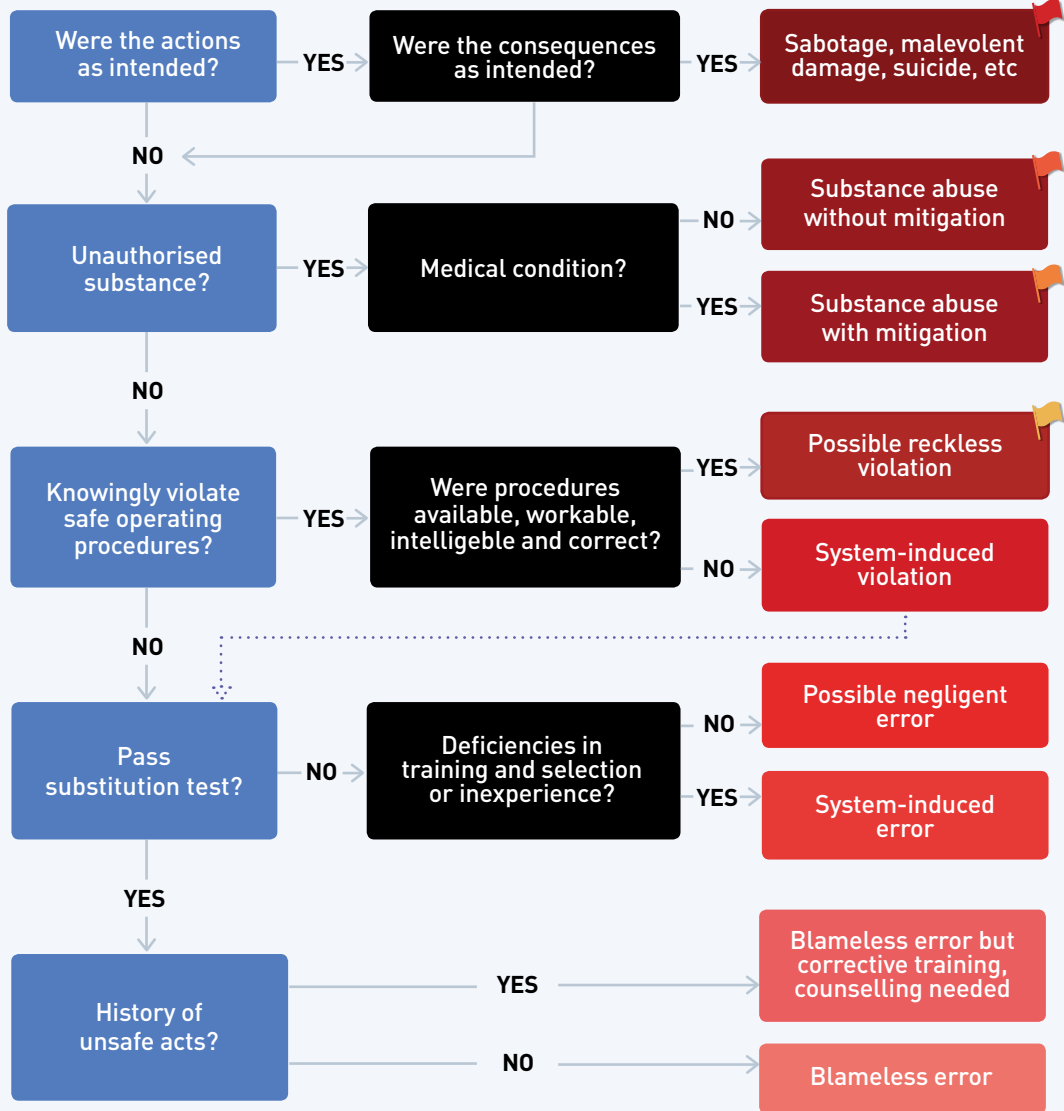 Were the actions
as intended?
YES
Were the consequences
as intended?
YES
Sabotage, malevolent
damage, suicide, etc
NO
Unauthorised
substance?
YES
Medical condition?
NO
Substance abuse
without mitigation
YES
Substance abuse
with mitigation
NO
Knowingly violate
safe operating
procedures?
YES
Were procedures
available, workable,
intelligeble and correct?
YES
Possible reckless
violation
NO
System-induced
violation
NO
Pass
substitution test?
NO
Deficiencies in
training and selection
or inexperience?
NO
Possible negligent
error
YES
System-induced
error
YES
History of
unsafe acts?
YES
Blameless error but
corrective training,
counselling needed
NO
Blameless error